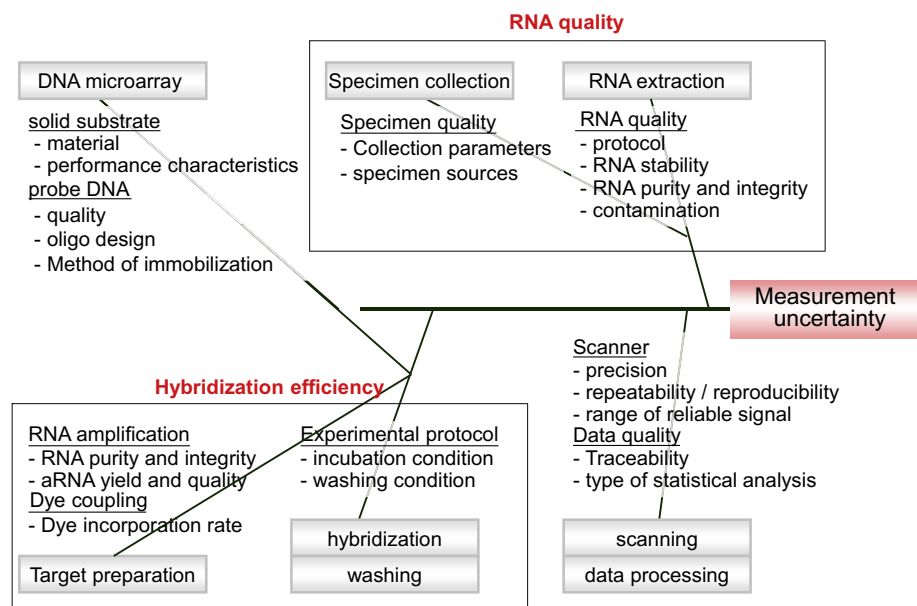 RNA quality
DNA microarray
solid substrate
- material
- performance characteristics
probe DNA
- quality
- oligo design
- Method of immobilization
Specimen collection
Specimen quality
- Collection parameters
- specimen sources
RNA extraction
RNA quality
- protocol
- RNA stability
- RNA purity and integrity
- contamination
Measurement
uncertainty
Hybridization efficiency
RNA amplification
- RNA purity and integrity
- aRNA yield and quality
Dye coupling
- Dye incorporation rate
Target preparation
Experimental protocol
- incubation condition
- washing condition
hybridization
washing
Scanner
- precision
- repeatability / reproducibility
- range of reliable signal
Data quality
- Traceability
- type of statistical analysis
scanning
data processing